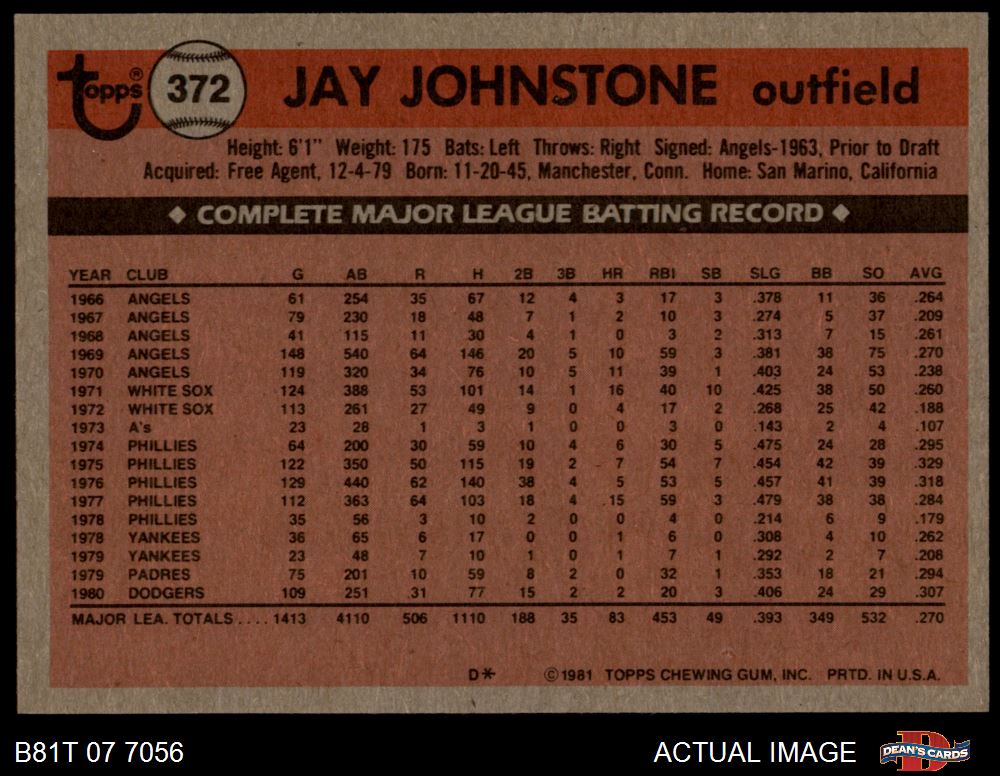 topps® 372 JAY JOHNSTONE outfield
Height: 6'1" Weight: 175 Bats: Left Throws: Right Signed: Angels-1963, Prior to Draft
Acquired: Free Agent, 12-4-79 Born: 11-20-45, Manchester, Conn. Home: San Marino, California
◆ COMPLETE MAJOR LEAGUE BATTING RECORD ◆
YEAR CLUB G AB R H 2B 3B HR RBI SB SLG BB SO AVG
1966 ANGELS 61 254 35 67 12 4 3 17 3 .378 11 36 .264
1967 ANGELS 79 230 18 48 7 1 2 10 3 .274 5 37 .209
1968 ANGELS 41 115 11 30 4 1 0 3 2 .313 7 15 .261
1969 ANGELS 148 540 64 146 20 5 10 59 3 .381 38 75 .270
1970 ANGELS 119 320 34 76 10 5 11 39 1 .403 24 53 .238
1971 WHITE SOX 124 388 53 101 14 1 16 40 10 .425 38 50 .260
1972 WHITE SOX 113 261 27 49 9 0 4 17 2 .268 25 42 .188
1973 A's 23 28 1 3 1 0 0 3 0 .143 2 4 .107
1974 PHILLIES 64 200 30 59 10 4 6 30 5 .475 24 28 .295
1975 PHILLIES 122 350 50 115 19 2 7 54 7 .454 42 39 .329
1976 PHILLIES 129 440 62 140 38 4 5 53 5 .457 41 39 .318
1977 PHILLIES 112 363 64 103 18 4 15 59 3 .479 38 38 .284
1978 PHILLIES 35 56 3 10 2 0 0 4 0 .214 6 9 .179
1978 YANKEES 36 65 6 17 0 0 1 6 0 .308 4 10 .262
1979 YANKEES 23 48 7 10 1 0 1 7 1 .292 2 7 .208
1979 PADRES 75 201 10 59 8 2 0 32 1 .353 18 21 .294
1980 DODGERS 109 251 31 77 15 2 2 20 3 .406 24 29 .307
MAJOR LEA. TOTALS .... 1413 4110 506 1110 188 35 83 453 49 .393 349 532 .270
D* ©1981 TOPPS CHEWING GUM, INC. PRTD. IN U.S.A.
B81T 07 7056 ACTUAL IMAGE DEAN'S CARDS